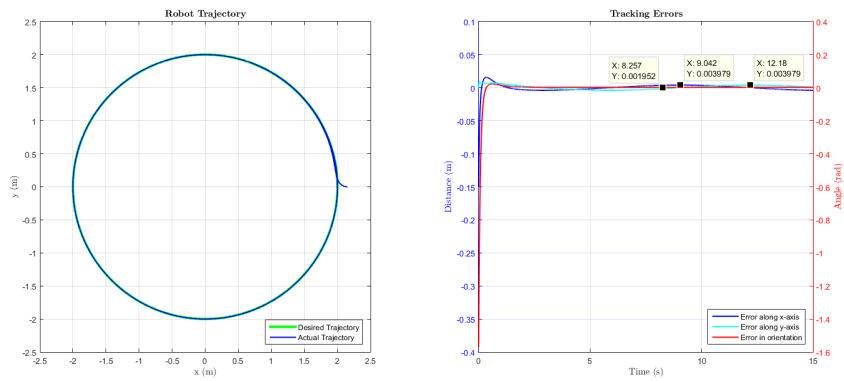 Robot Trajectory
2.5
2
1.5
1
0.5
0
-0.5
-1
-1.5
-2
-2.5
y (m)
-2.5 -2 -1.5 -1 -0.5 0 0.5 1 1.5 2 2.5
x (m)
Desired Trajectory
Actual Trajectory
Tracking Errors
0.1
0.05
0
-0.05
-0.1
-0.15
-0.2
-0.25
-0.3
-0.35
-0.4
Distance (m)
X: 8.257
Y: 0.001952
X: 9.042
Y: 0.003979
X: 12.18
Y: 0.003979
0.4
0.2
0
-0.2
-0.4
-0.6
-0.8
-1
-1.2
-1.4
-1.6
Angle (rad)
0 5 10 15
Time (s)
Error along x-axis
Error along y-axis
Error in orientation